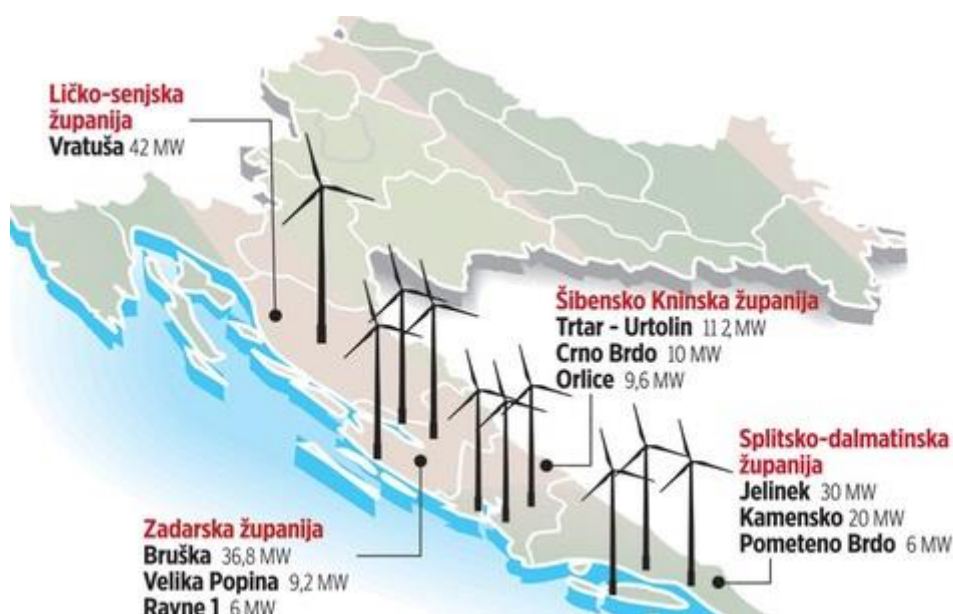 Ličko-senjska
županija
Vratuša 42 MW
Šibensko Kninska županija
Trtar - Urtolin 11 2, MW
Crno Brdo 10 MW
Orlice 9,6 MW
Splitsko-dalmatinska
županija
Jelinek 30 MW
Kamensko 20 MW
Pometeno Brdo 6 MW
Zadarska županija
Bruška 36,8 MW
Velika Popina 9,2 MW
Ravne 1 6 MW